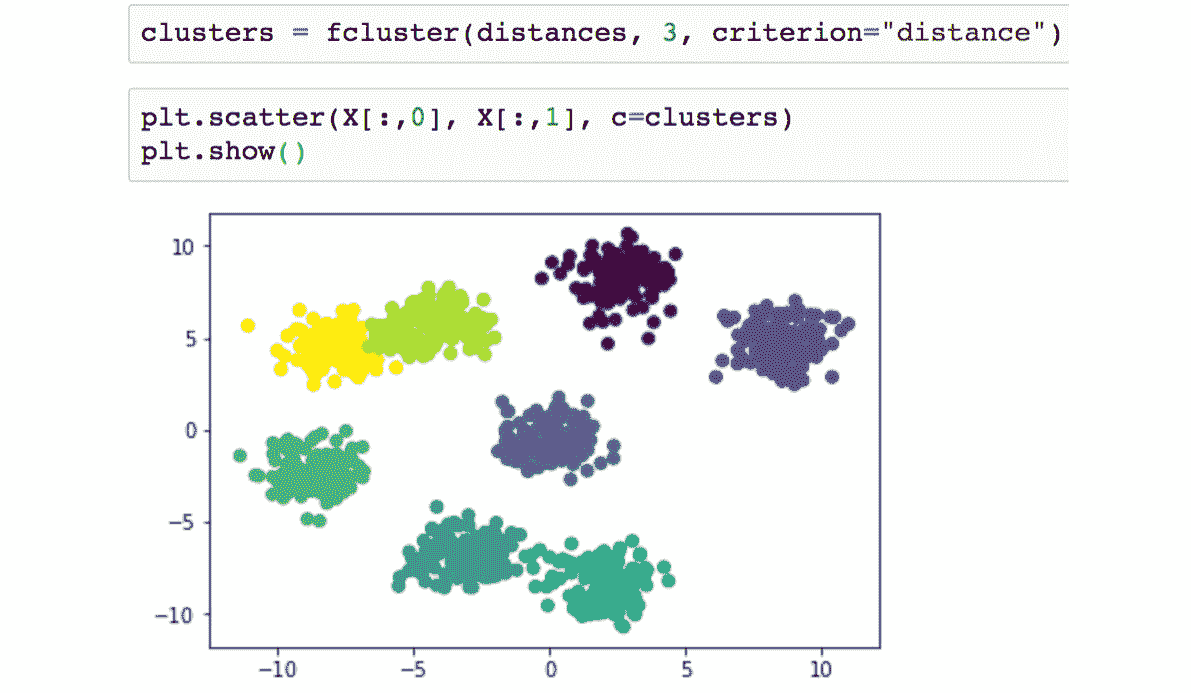 clusters = fcluster(distances, 3, criterion="distance")
plt.scatter(X[:,0], X[:,1], c=clusters)
plt.show()
10
5
0
−5
−10
−10 −5 0 5 10